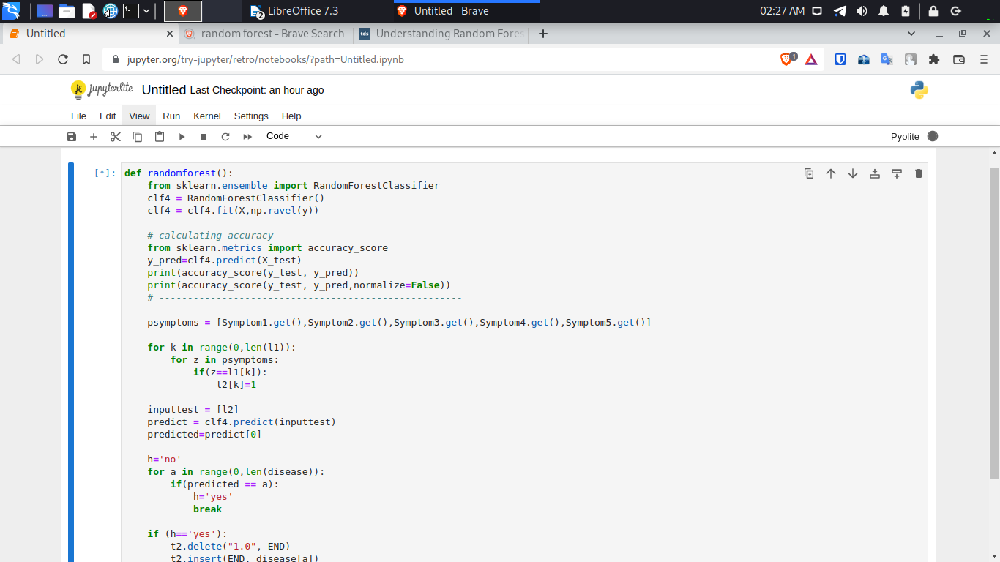 LibreOffice 7.3
2
Untitled - Brave
02:27 AM
Untitled
random forest - Brave Search
tds
Understanding Random Fores
jupyter.org/try-jupyter/retro/notebooks/?path=Untitled.ipynb
1
jupyterlite
Untitled Last Checkpoint: an hour ago
File Edit View Run Kernel Settings Help
Code
Pyolite
[*]:
def randomforest():
    from sklearn.ensemble import RandomForestClassifier
    clf4 = RandomForestClassifier()
    clf4 = clf4.fit(X,np.ravel(y))
    # calculating accuracy-------------------------------------------------------
    from sklearn.metrics import accuracy_score
    y_pred=clf4.predict(X_test)
    print(accuracy_score(y_test, y_pred))
    print(accuracy_score(y_test, y_pred,normalize=False))
    # -----------------------------------------------------
    psymptoms = [Symptom1.get(),Symptom2.get(),Symptom3.get(),Symptom4.get(),Symptom5.get()]
    for k in range(0,len(l1)):
        for z in psymptoms:
            if(z==l1[k]):
                l2[k]=1
    inputtest = [l2]
    predict = clf4.predict(inputtest)
    predicted=predict[0]
    h='no'
    for a in range(0,len(disease)):
        if(predicted == a):
            h='yes'
            break
    if (h=='yes'):
        t2.delete("1.0", END)
        t2.insert(END, disease[a])